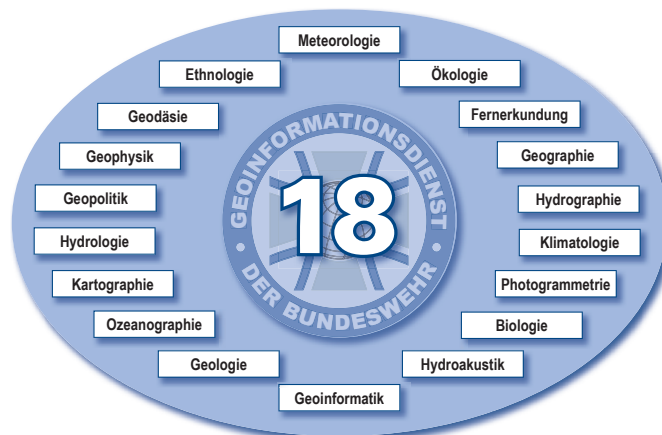 Meteorologie
Ethnologie
Ökologie
Geodäsie
Fernerkundung
Geophysik
Geographie
Geopolitik
Hydrographie
Hydrologie
Klimatologie
Kartographie
Photogrammetrie
Ozeanographie
Biologie
Geologie
Hydroakustik
Geoinformatik
GEOINFORMATIONSDIENST
• DER BUNDESWEHR •
18